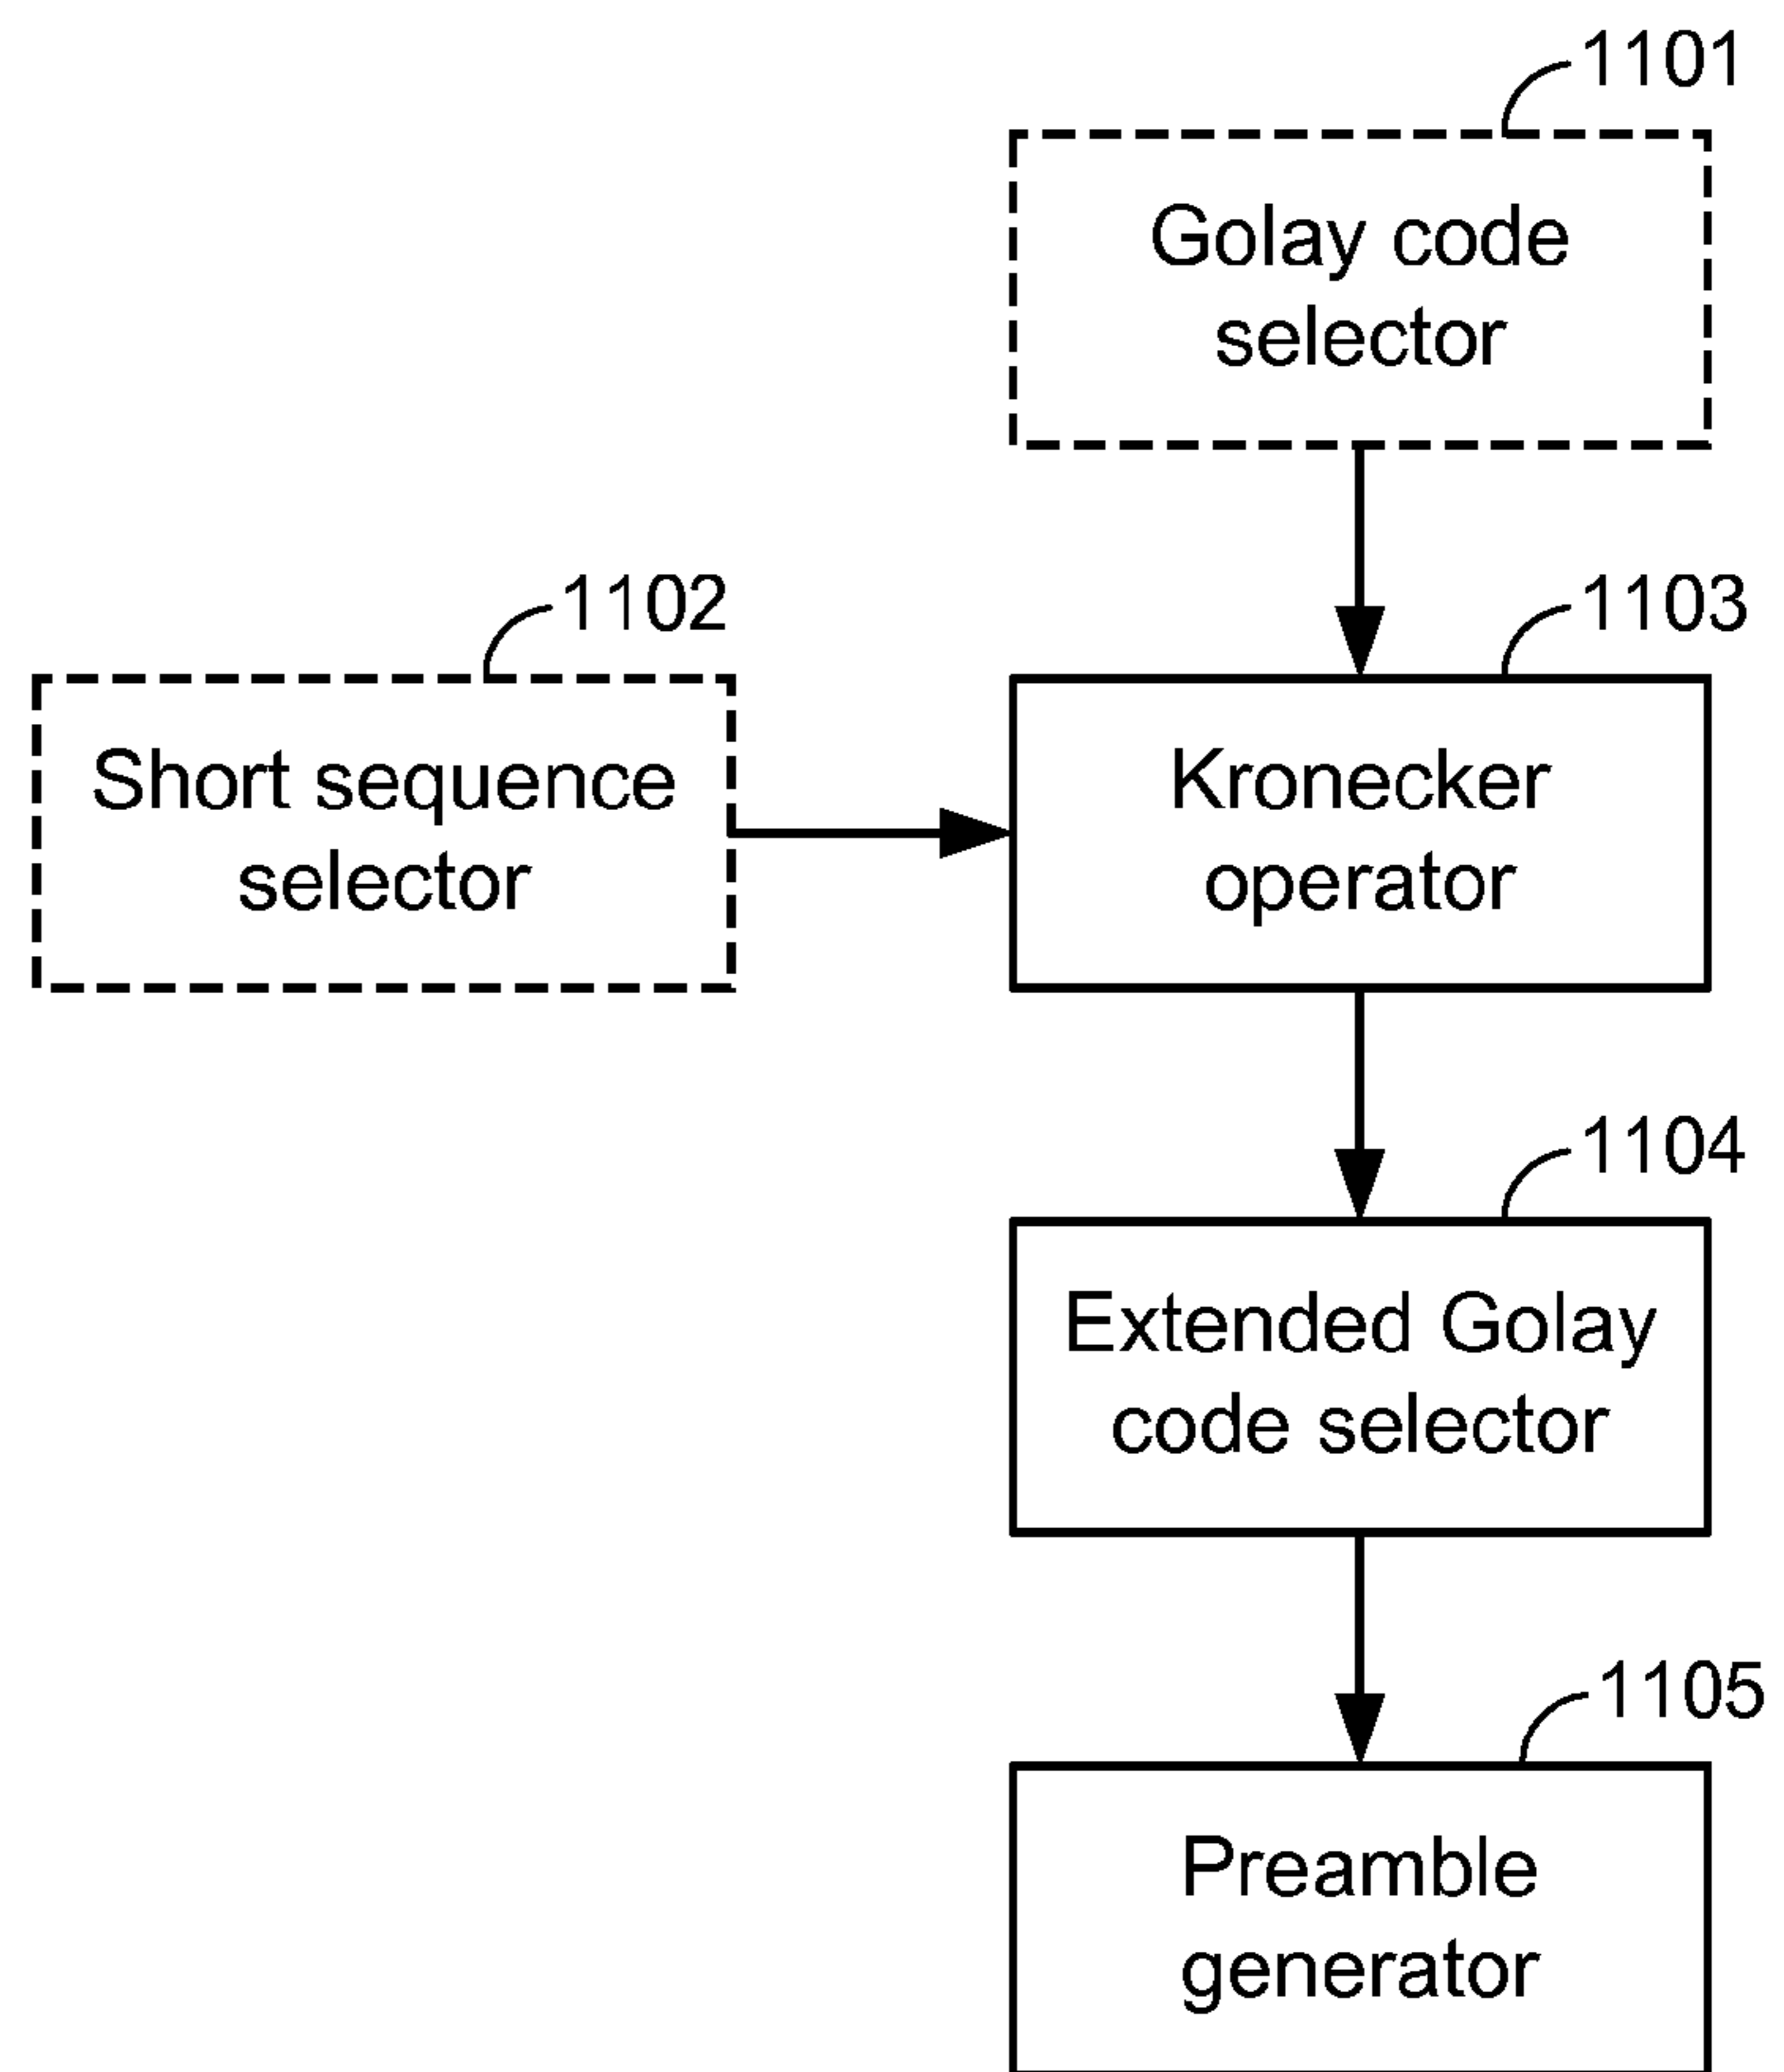 1101
Golay code
selector
1102
Short sequence
selector
1103
Kronecker
operator
1104
Extended Golay
code selector
1105
Preamble
generator